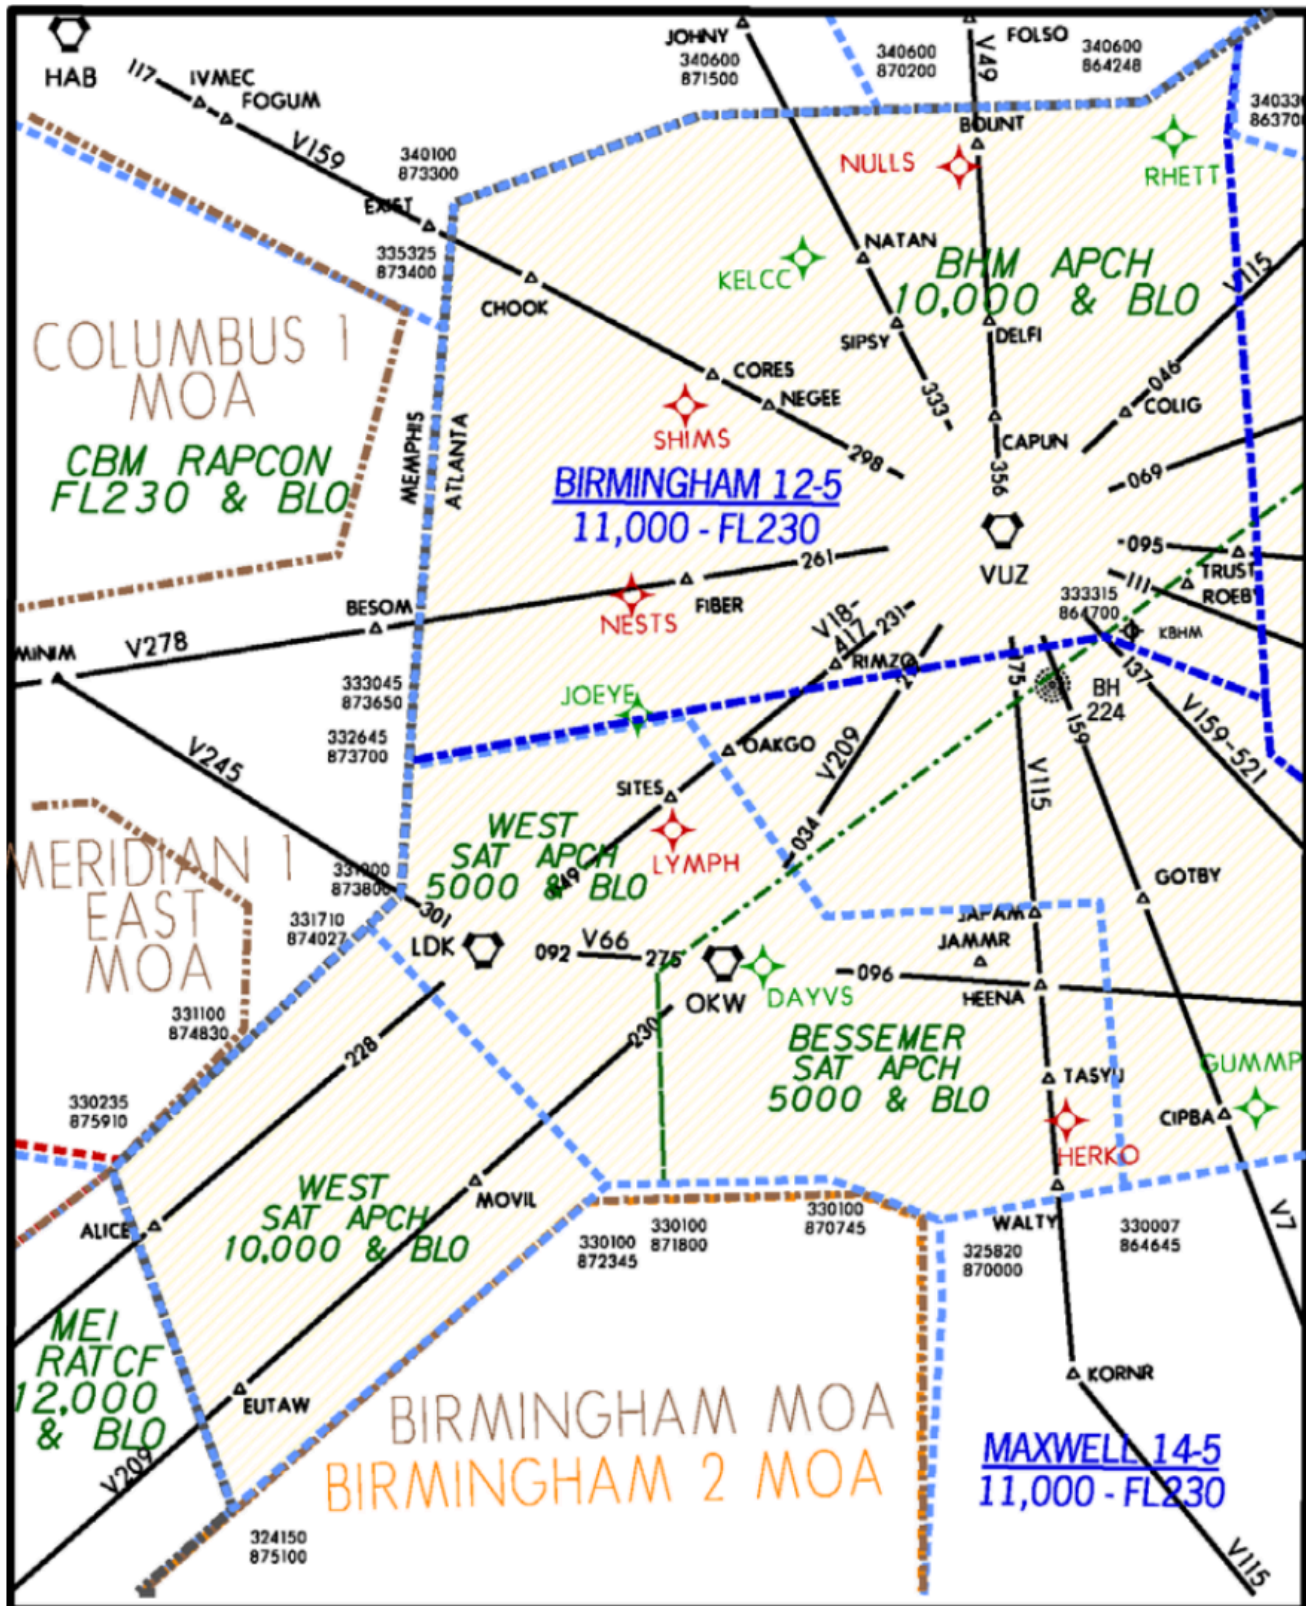 JOHNY
340600
871500
340600
870200
FOLSO
340600
864248
V49
HAB
117
IVMEC
FOGUM
340330
V159
BOUNT
NULLS
RHETT
340100
873300
EXIST
335325
873400
NATAN
KELCC
BHM APCH
10,000 & BLO
V115
CHOOK
SIPSY
DELFI
COLUMBUS 1
MOA
CORES
NEGEE
333
046
COLIG
SHIMS
CAPUN
MEMPHIS
ATLANTA
CBM RAPCON
FL230 & BLO
298
356
069
BIRMINGHAM 12-5
11,000 - FL230
VUZ
095
TRUST
261
111
ROEBY
BESOM
FIBER
NESTS
333315
864700
KBHM
V18-
417
231
RIMZO
MINIM
V278
333045
873650
JOEYE
175
BH
224
137
159
V159-521
332645
873700
OAKGO
V245
V209
V115
SITES
WEST
SAT APCH
5000 & BLO
LYMPH
034
MERIDIAN 1
EAST
MOA
331000
873800
049
GOTBY
301
331710
874027
JAPAM
JAMMR
LDK
092
V66
275
OKW
DAYVS
096
HEENA
331100
874830
228
230
BESSEMER
SAT APCH
5000 & BLO
TASYU
GUMMP
330235
875910
CIPBA
HERKO
WEST
SAT APCH
10,000 & BLO
MOVIL
ALICE
330100
872345
330100
871800
330100
870745
WALTY
325820
870000
330007
864645
V7
MEI
RATCF
12,000
& BLO
EUTAW
KORNR
BIRMINGHAM MOA
BIRMINGHAM 2 MOA
MAXWELL 14-5
11,000 - FL230
V209
324150
875100
V115